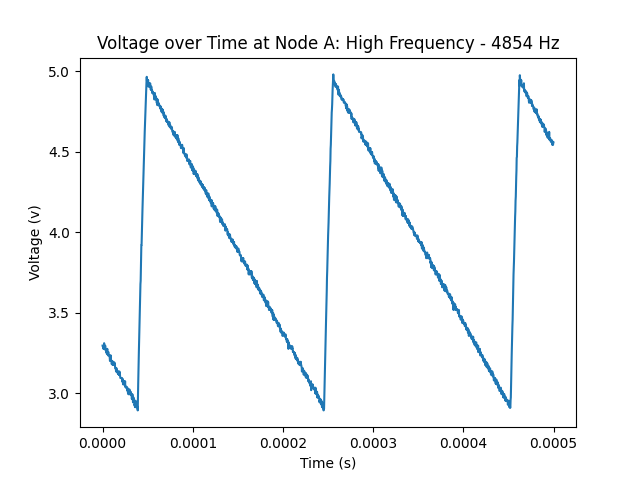 Voltage over Time at Node A: High Frequency - 4854 Hz
5.0
4.5
4.0
3.5
3.0
Voltage (v)
0.0000 0.0001 0.0002 0.0003 0.0004 0.0005
Time (s)